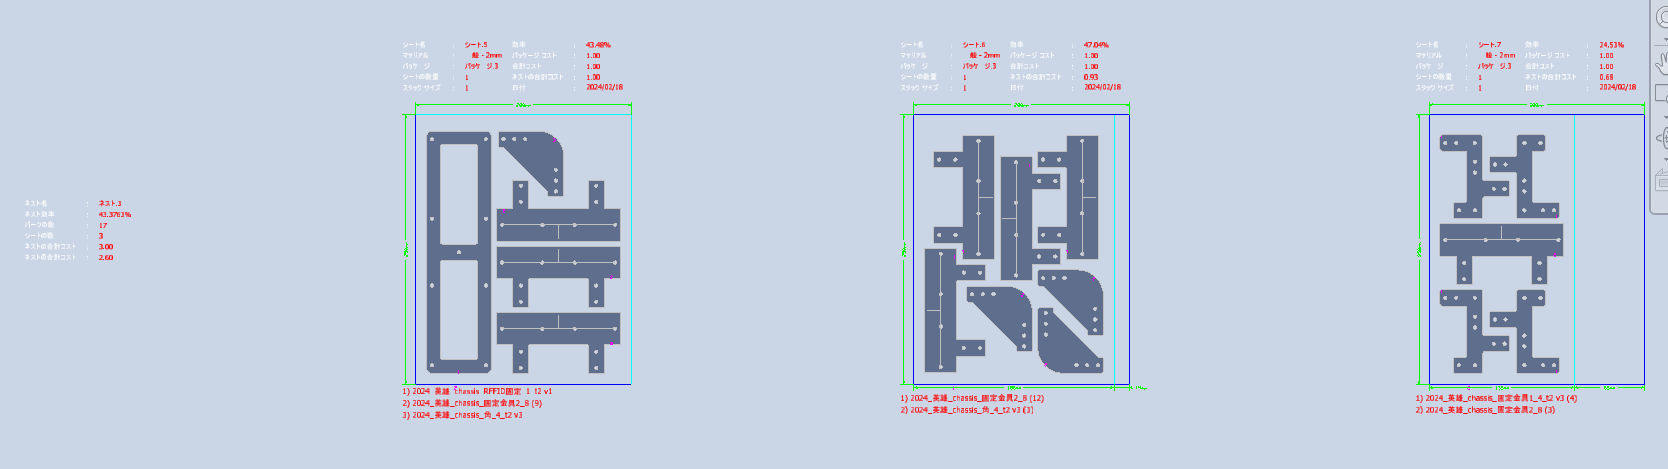 ネスト名 : ネスト.3
ネスト効率 : 43.3763%
パーツの数 : 17
シートの数 : 3
ネストの合計コスト : 3.00
ネストの合計コスト : 2.60
シート名 : シート.5 効率 : 43.48%
マテリアル : 一般 - 2mm パッケージ コスト : 1.00
パッケージ : パッケージ.3 合計コスト : 1.00
シートの数量 : 1 ネストの合計コスト : 1.00
スタック サイズ : 1 日付 : 2024/02/18
1) 2024_英雄_chassis_RFFID固定_1_t2 v1
2) 2024_英雄_chassis_固定金具2_8 (9)
3) 2024_英雄_chassis_角_4_t2 v3
シート名 : シート.6 効率 : 47.04%
マテリアル : 一般 - 2mm パッケージ コスト : 1.00
パッケージ : パッケージ.3 合計コスト : 1.00
シートの数量 : 1 ネストの合計コスト : 0.93
スタック サイズ : 1 日付 : 2024/02/18
1) 2024_英雄_chassis_固定金具2_8 (12)
2) 2024_英雄_chassis_角_4_t2 v3 (3)
シート名 : シート.7 効率 : 24.53%
マテリアル : 一般 - 2mm パッケージ コスト : 1.00
パッケージ : パッケージ.3 合計コスト : 1.00
シートの数量 : 1 ネストの合計コスト : 0.68
スタック サイズ : 1 日付 : 2024/02/18
1) 2024_英雄_chassis_固定金具1_4_t2 v3 (4)
2) 2024_英雄_chassis_固定金具2_8 (3)